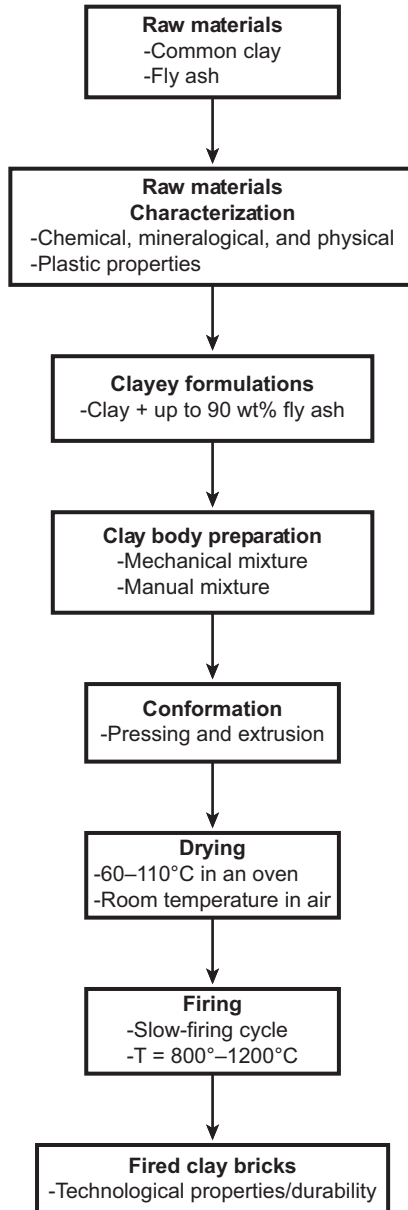 Raw materials
-Common clay
-Fly ash
Raw materials
Characterization
-Chemical, mineralogical, and physical
-Plastic properties
Clayey formulations
-Clay + up to 90 wt% fly ash
Clay body preparation
-Mechanical mixture
-Manual mixture
Conformation
-Pressing and extrusion
Drying
-60–110°C in an oven
-Room temperature in air
Firing
-Slow-firing cycle
-T = 800°–1200°C
Fired clay bricks
-Technological properties/durability